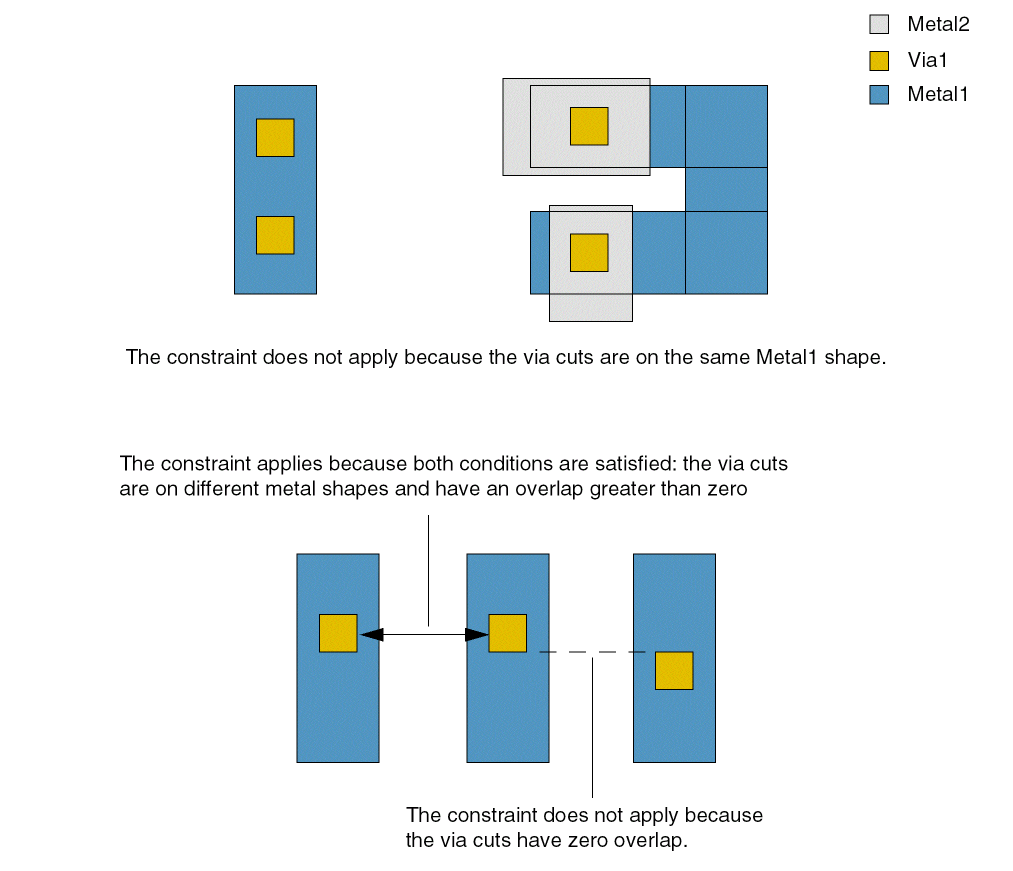 Metal2
Via1
Metal1
The constraint does not apply because the via cuts are on the same Metal1 shape.
The constraint applies because both conditions are satisfied: the via cuts
are on different metal shapes and have an overlap greater than zero
The constraint does not apply because
the via cuts have zero overlap.